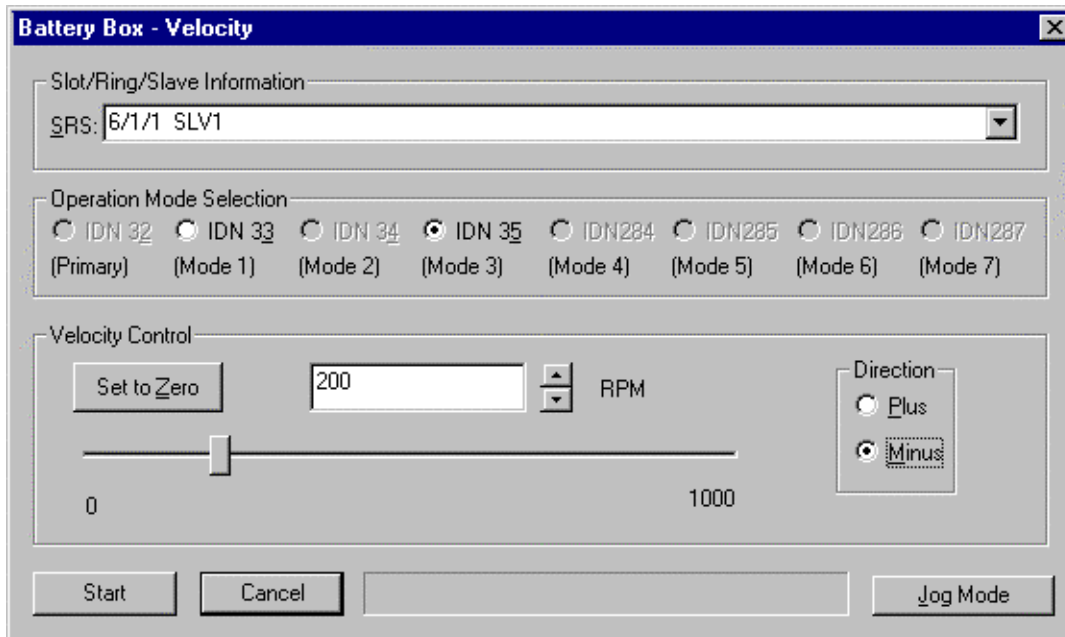 Battery Box - Velocity
Slot/Ring/Slave Information
SRS: 6/1/1 SLV1
Operation Mode Selection
IDN 32 IDN 33 IDN 34 IDN 35 IDN284 IDN285 IDN286 IDN287
(Primary) (Mode 1) (Mode 2) (Mode 3) (Mode 4) (Mode 5) (Mode 6) (Mode 7)
Velocity Control
Set to Zero 200 RPM
Direction
Plus
Minus
0 1000
Start Cancel Jog Mode